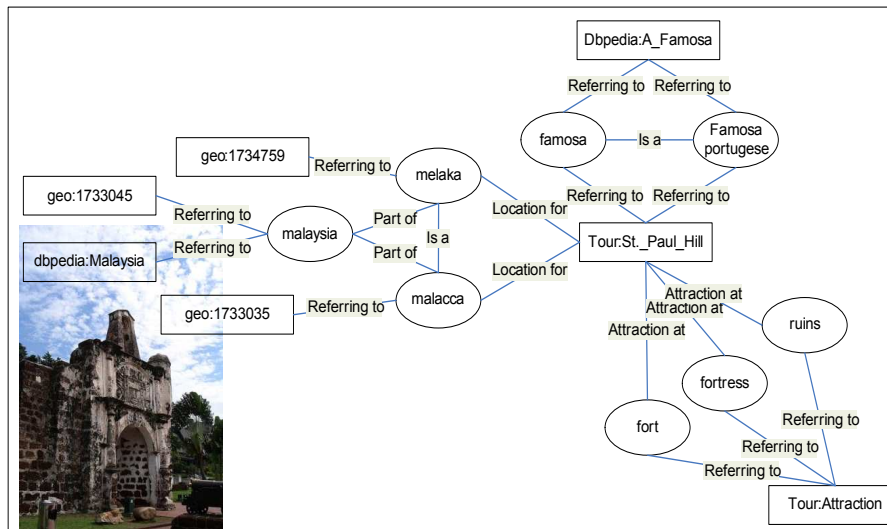 Dbpedia:A_Famosa
Referring to
Referring to
famosa
Is a
Famosa
portugese
geo:1734759
Referring to
melaka
Referring to
Referring to
geo:1733045
Referring to
Part of
Location for
malaysia
Is a
Tour:St._Paul_Hill
dbpedia:Malaysia
Referring to
Part of
Location for
geo:1733035
Referring to
malacca
Attraction at
Attraction at
Attraction at
ruins
fortress
fort
Referring to
Referring to
Referring to
Tour:Attraction